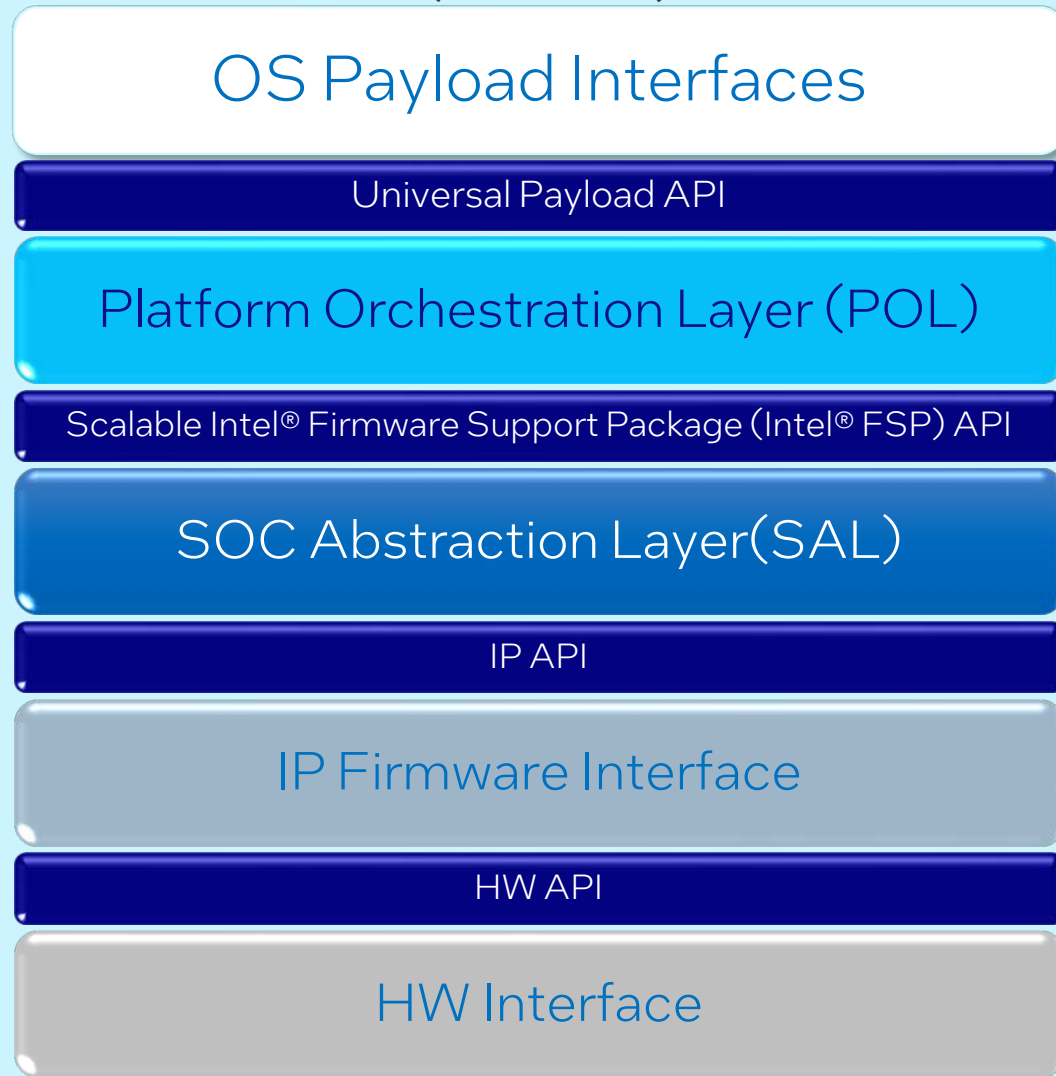 OS Payload Interfaces
Universal Payload API
Platform Orchestration Layer (POL)
Scalable Intel® Firmware Support Package (Intel® FSP) API
SOC Abstraction Layer(SAL)
IP API
IP Firmware Interface
HW API
HW Interface